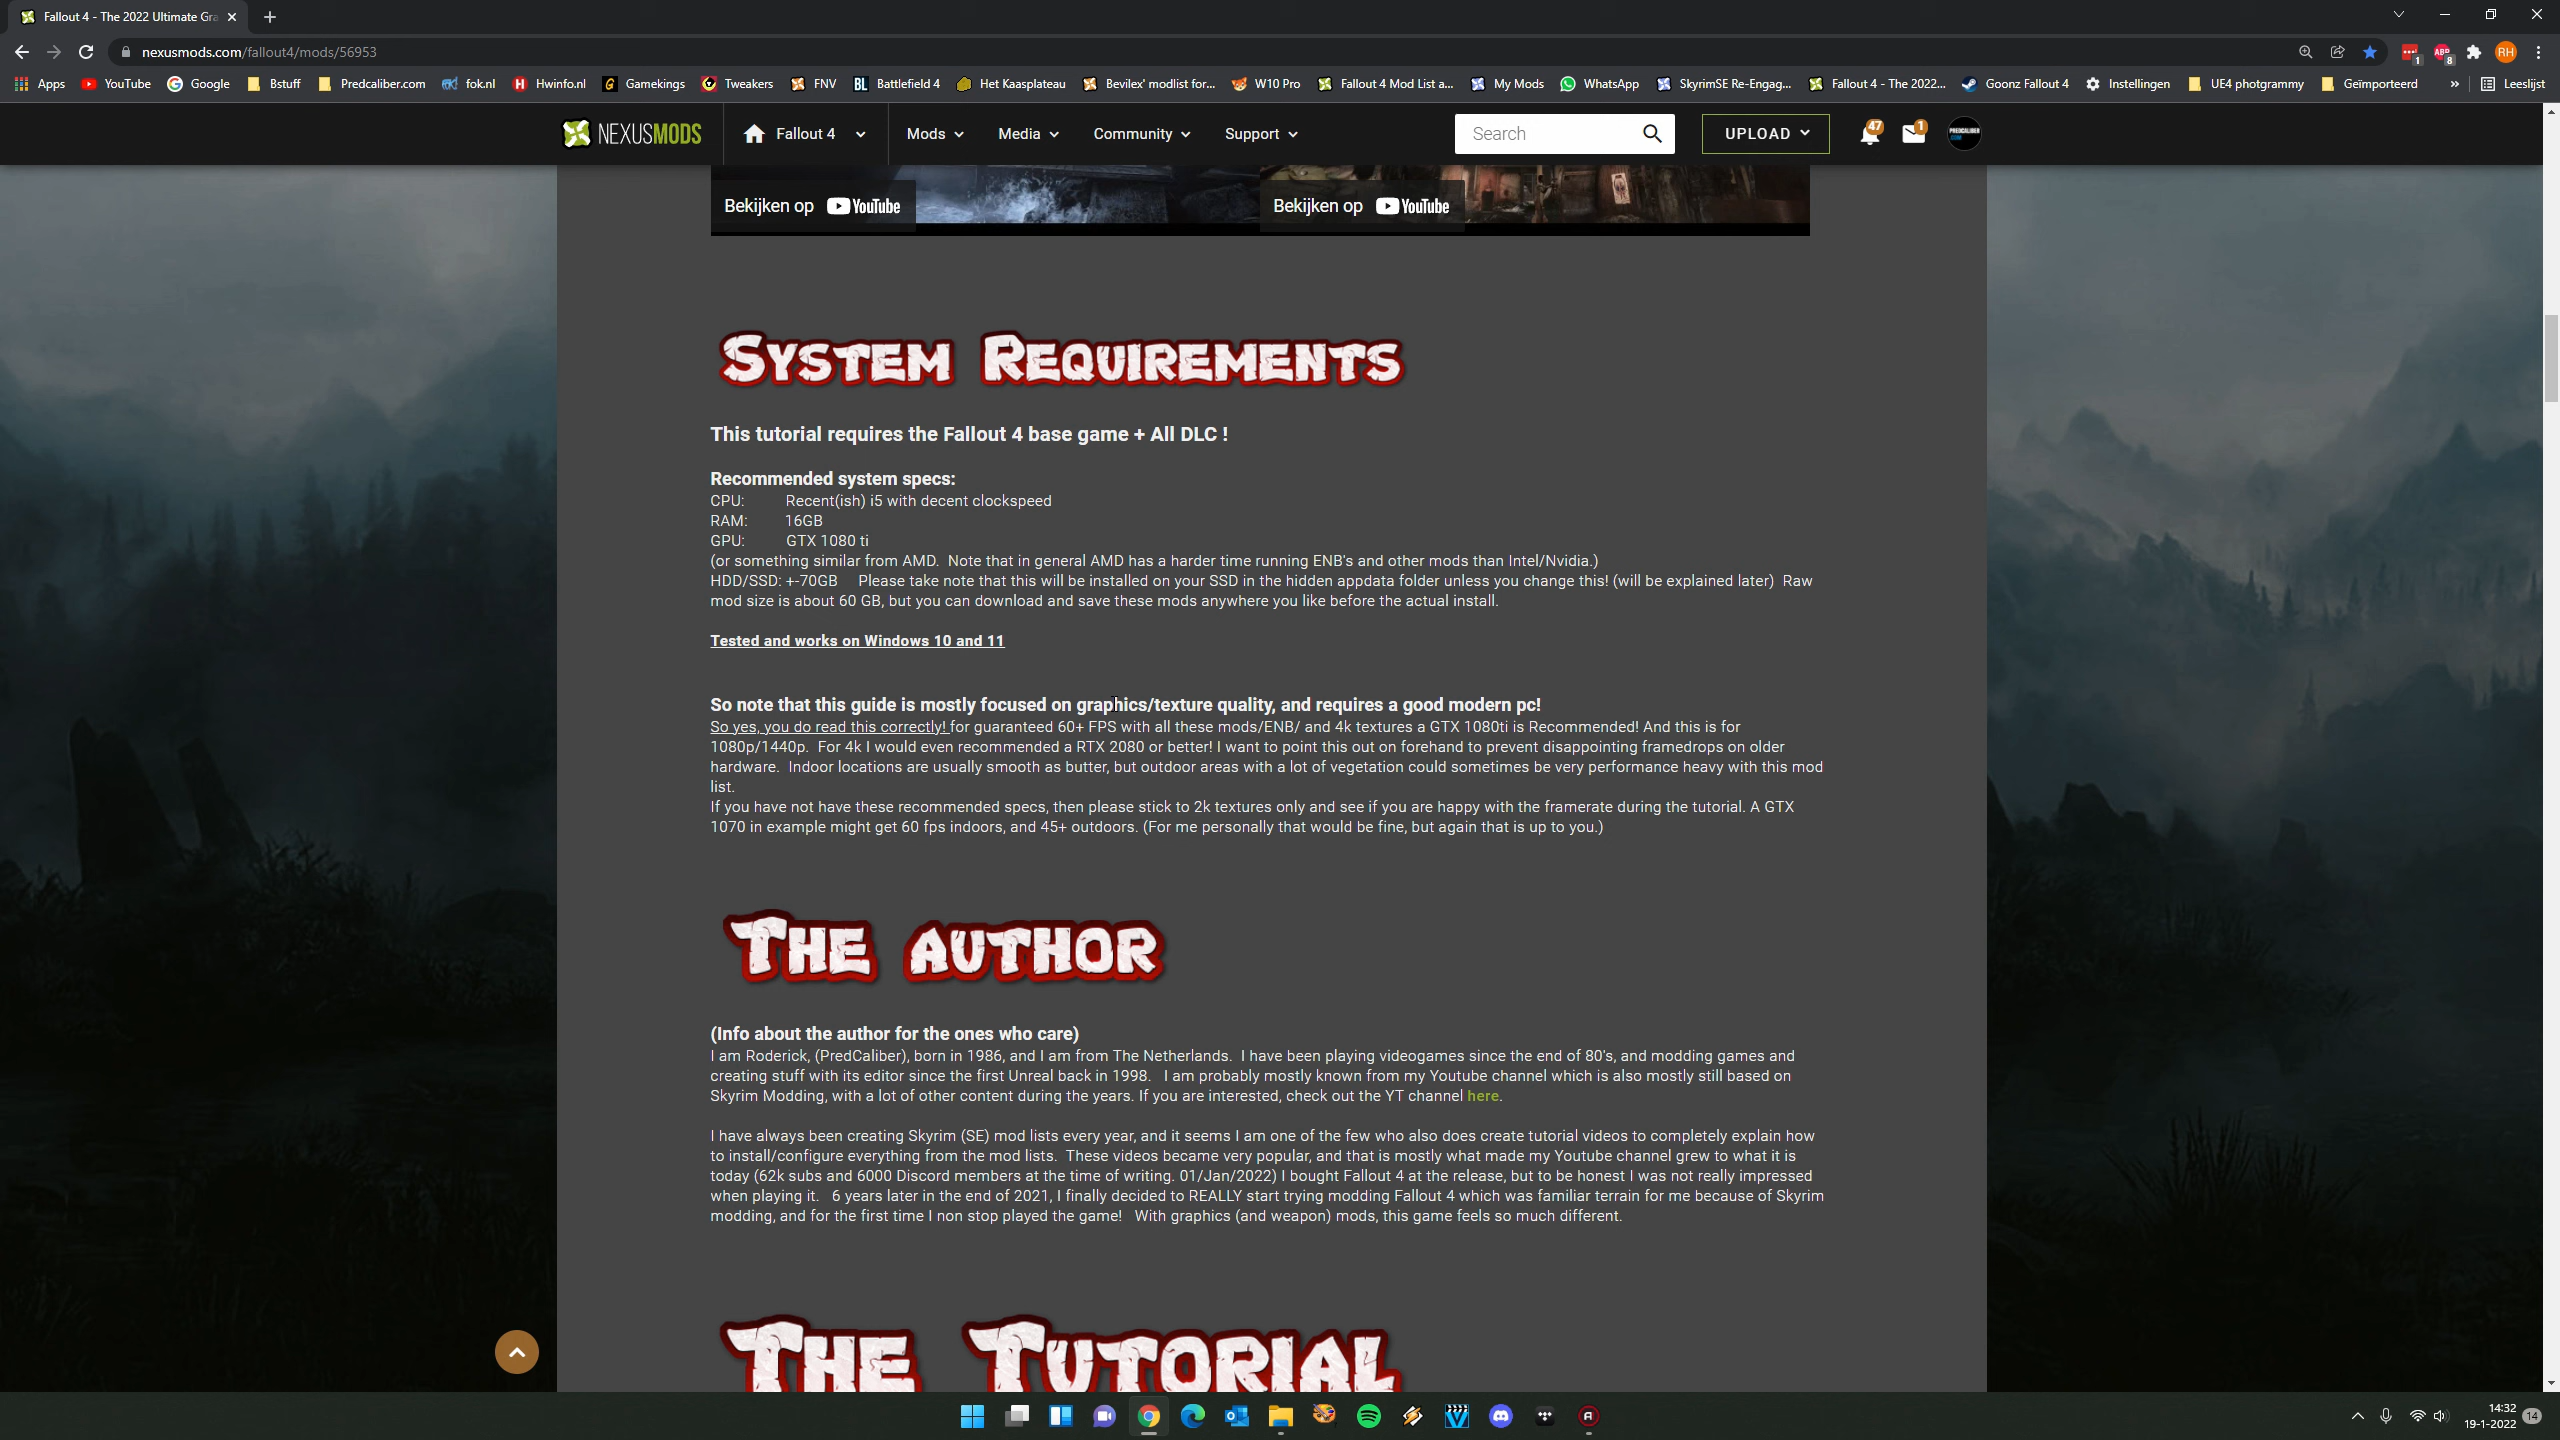 Fallout 4 - The 2022 Ultimate Gra
nexusmods.com/fallout4/mods/56953
1
ABP
8
RH
Apps
YouTube
Google
Bstuff
Predcaliber.com
fok.nl
Hwinfo.nl
Gamekings
Tweakers
FNV
BL
Battlefield 4
Het Kaasplateau
Bevilex' modlist for...
W10 Pro
Fallout 4 Mod List a...
My Mods
WhatsApp
SkyrimSE Re-Engag...
Fallout 4 - The 2022...
Goonz Fallout 4
Instellingen
UE4 photgrammy
Geïmporteerd
»
Leeslijst
NEXUSMODS
Fallout 4
Mods
Media
Community
Support
Search
UPLOAD
47
1
PREDCALIBER
Bekijken op YouTube
Bekijken op YouTube
System Requirements
This tutorial requires the Fallout 4 base game + All DLC !
Recommended system specs:
CPU: Recent(ish) i5 with decent clockspeed
RAM: 16GB
GPU: GTX 1080 ti
(or something similar from AMD. Note that in general AMD has a harder time running ENB's and other mods than Intel/Nvidia.)
HDD/SSD: +-70GB Please take note that this will be installed on your SSD in the hidden appdata folder unless you change this! (will be explained later) Raw
mod size is about 60 GB, but you can download and save these mods anywhere you like before the actual install.
Tested and works on Windows 10 and 11
So note that this guide is mostly focused on graphics/texture quality, and requires a good modern pc!
So yes, you do read this correctly! for guaranteed 60+ FPS with all these mods/ENB/ and 4k textures a GTX 1080ti is Recommended! And this is for
1080p/1440p. For 4k I would even recommended a RTX 2080 or better! I want to point this out on forehand to prevent disappointing framedrops on older
hardware. Indoor locations are usually smooth as butter, but outdoor areas with a lot of vegetation could sometimes be very performance heavy with this mod
list.
If you have not have these recommended specs, then please stick to 2k textures only and see if you are happy with the framerate during the tutorial. A GTX
1070 in example might get 60 fps indoors, and 45+ outdoors. (For me personally that would be fine, but again that is up to you.)
The author
(Info about the author for the ones who care)
I am Roderick, (PredCaliber), born in 1986, and I am from The Netherlands. I have been playing videogames since the end of 80's, and modding games and
creating stuff with its editor since the first Unreal back in 1998. I am probably mostly known from my Youtube channel which is also mostly still based on
Skyrim Modding, with a lot of other content during the years. If you are interested, check out the YT channel here.
I have always been creating Skyrim (SE) mod lists every year, and it seems I am one of the few who also does create tutorial videos to completely explain how
to install/configure everything from the mod lists. These videos became very popular, and that is mostly what made my Youtube channel grew to what it is
today (62k subs and 6000 Discord members at the time of writing. 01/Jan/2022) I bought Fallout 4 at the release, but to be honest I was not really impressed
when playing it. 6 years later in the end of 2021, I finally decided to REALLY start trying modding Fallout 4 which was familiar terrain for me because of Skyrim
modding, and for the first time I non stop played the game! With graphics (and weapon) mods, this game feels so much different.
The Tutorial
14:32
19-1-2022
14